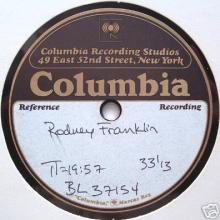 Columbia Recording Studios
49 East 52nd Street, New York
Columbia
Reference Recording
Rodney Franklin
TT=19:57 33 1/3
BL 37154
"Columbia," Marcas Reg